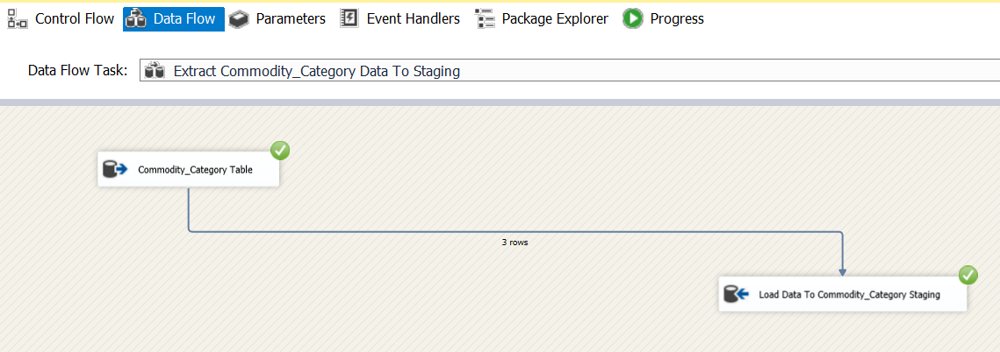 Control Flow Data Flow Parameters Event Handlers Package Explorer Progress
Data Flow Task: Extract Commodity_Category Data To Staging
Commodity_Category Table
3 rows
Load Data To Commodity_Category Staging